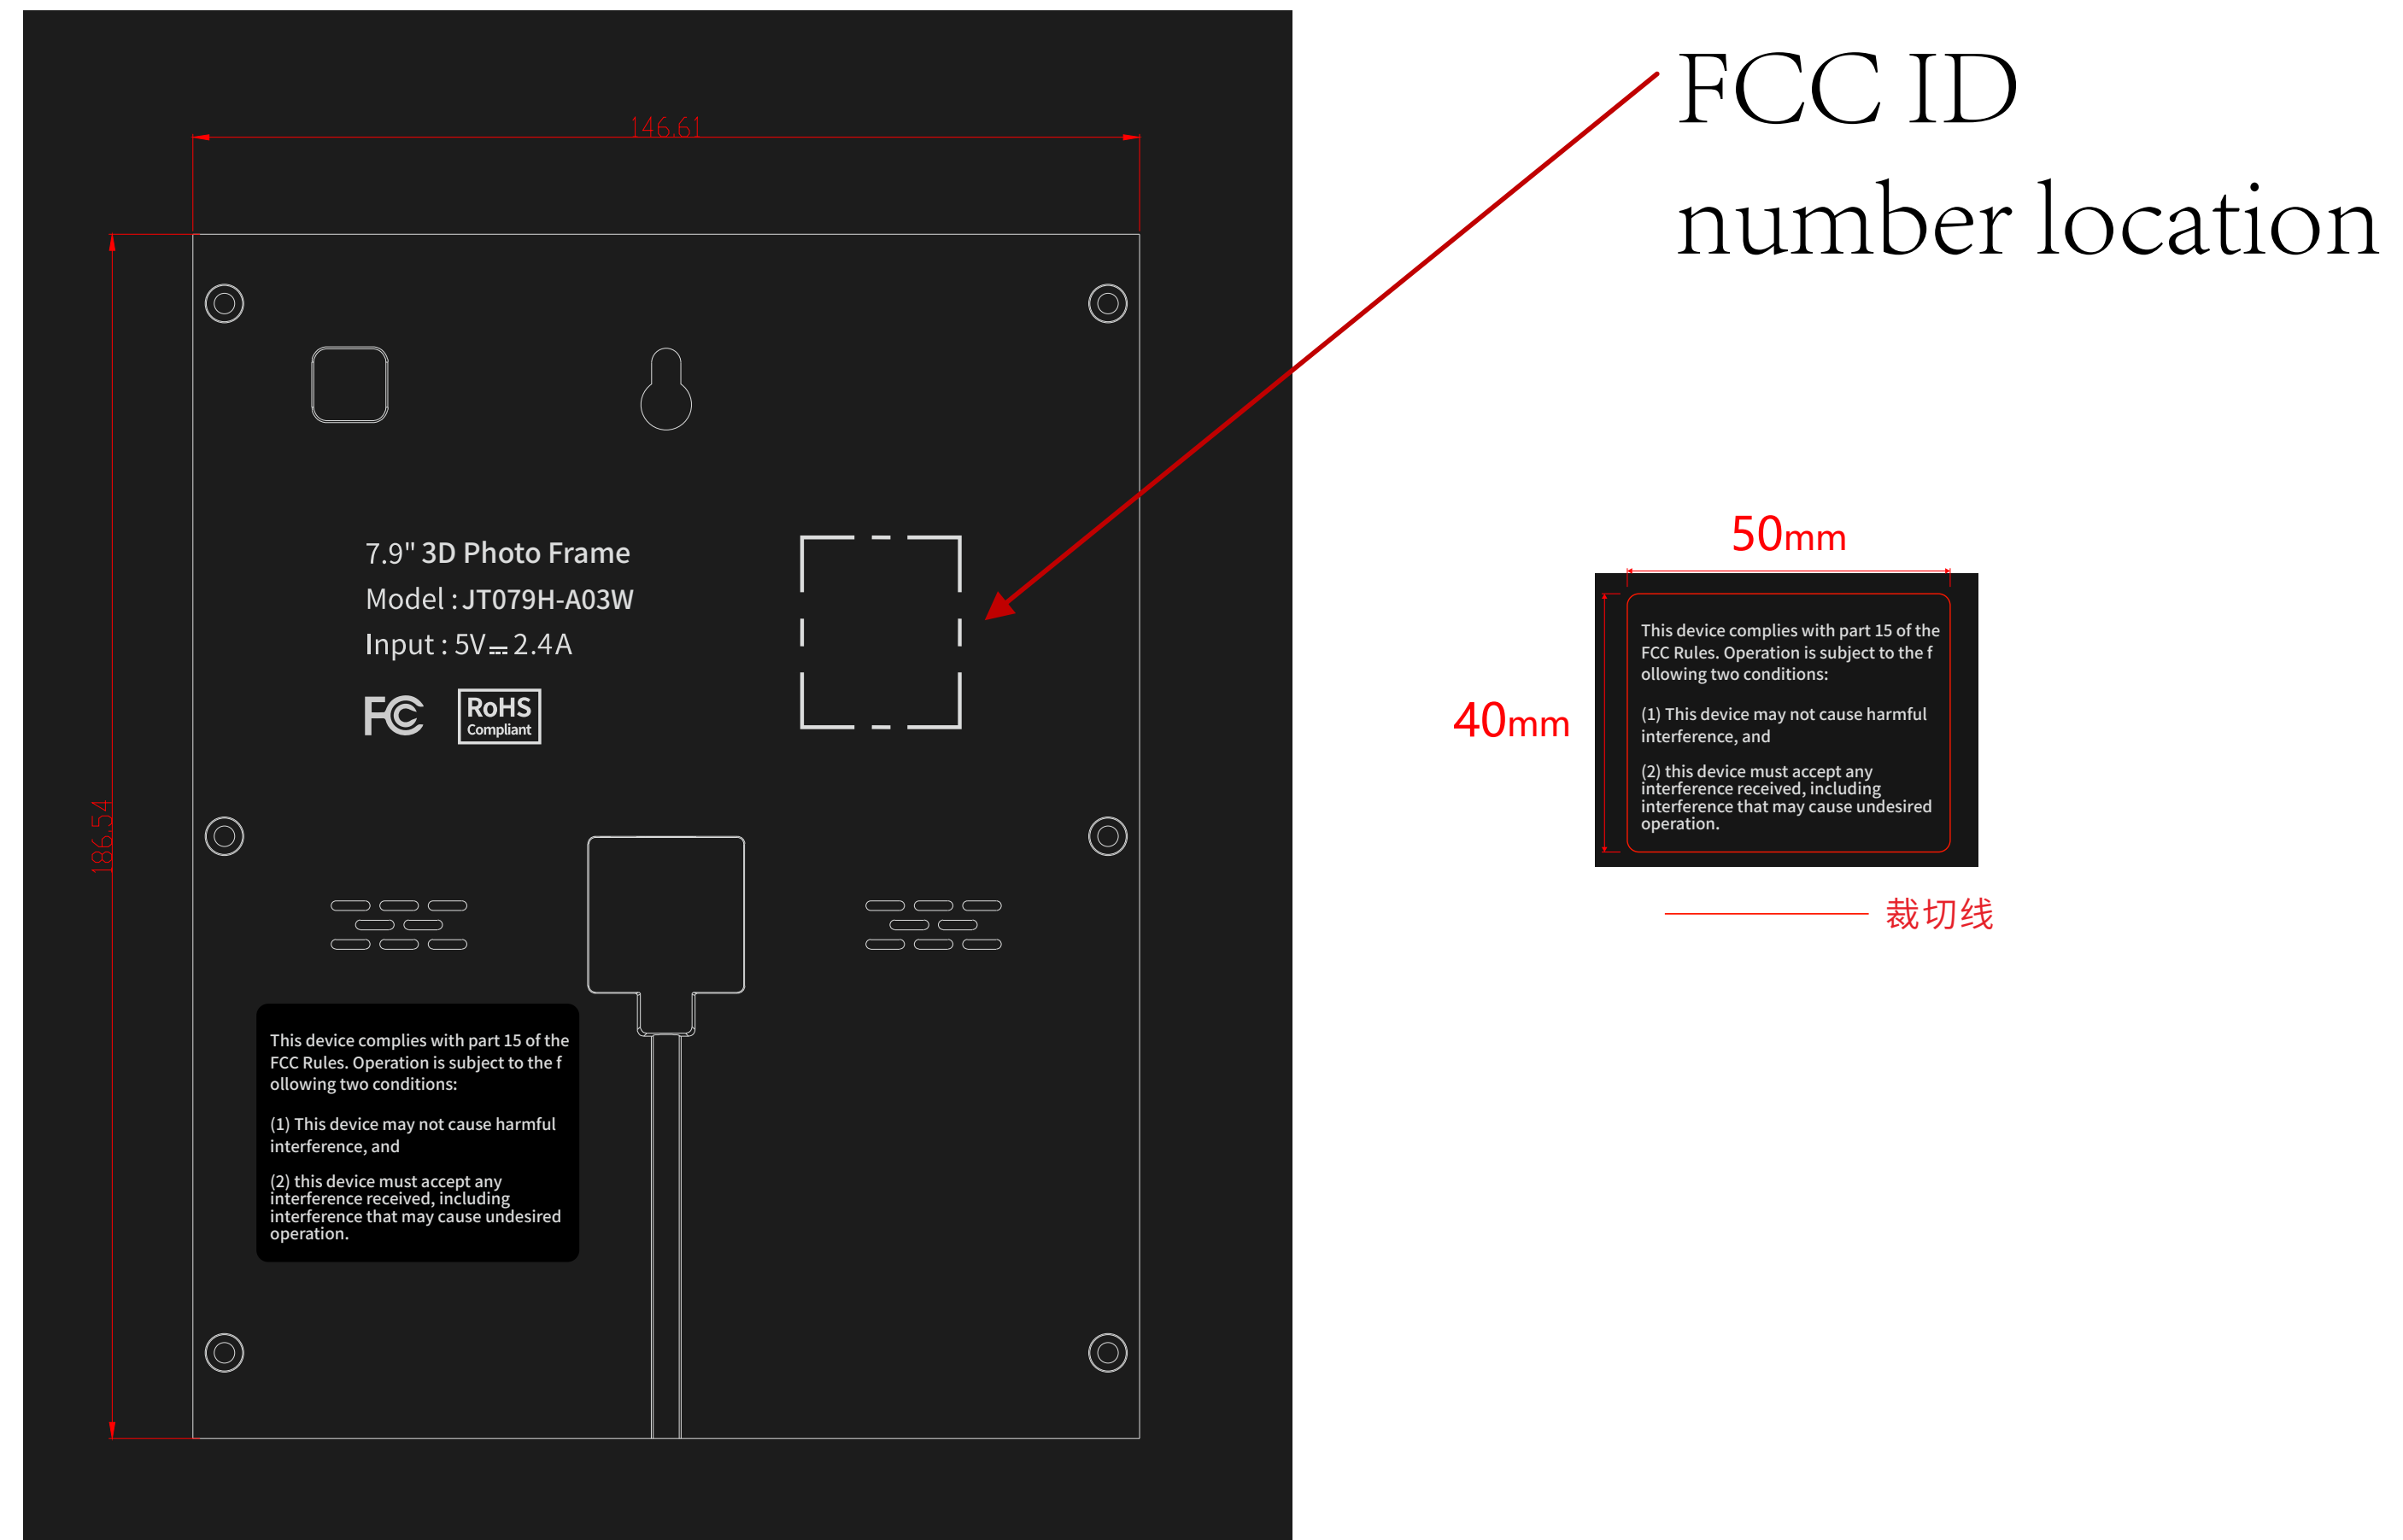 FCC ID
number location
146.61
186.54
7.9" 3D Photo Frame
Model : JT079H-A03W
Input : 5V⎓2.4A
FC
RoHS
Compliant
This device complies with part 15 of the
FCC Rules. Operation is subject to the f
ollowing two conditions:
(1) This device may not cause harmful
interference, and
(2) this device must accept any
interference received, including
interference that may cause undesired
operation.
50mm
40mm
This device complies with part 15 of the
FCC Rules. Operation is subject to the f
ollowing two conditions:
(1) This device may not cause harmful
interference, and
(2) this device must accept any
interference received, including
interference that may cause undesired
operation.
裁切线